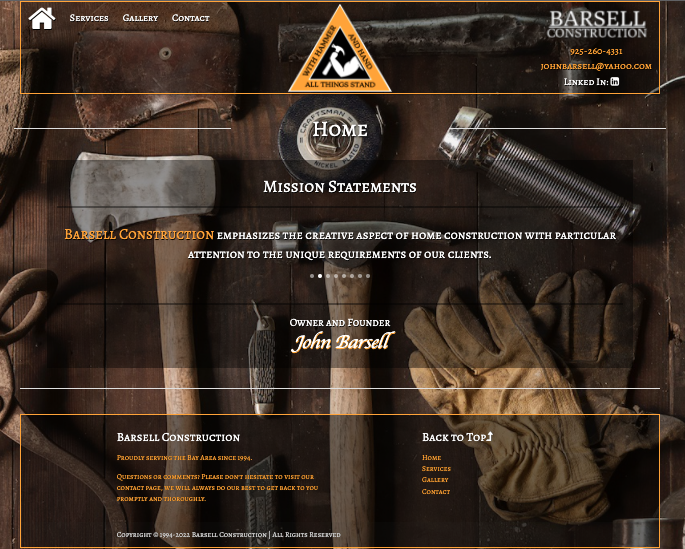 Services Gallery Contact
WITH HAMMER AND HAND
ALL THINGS STAND
BARSELL
CONSTRUCTION
925-260-4331
johnbarsell@yahoo.com
Linked In: in
CRAFTSMAN
NICKEL PLATED
Home
Mission Statements
Barsell Construction emphasizes the creative aspect of home construction with particular
attention to the unique requirements of our clients.
Owner and Founder
John Barsell
Barsell Construction
Proudly serving the Bay Area since 1994.
Questions or comments? Please don't hesitate to visit our
contact page, we will always do our best to get back to you
promptly and thoroughly.
Back to Top
Home
Services
Gallery
Contact
Copyright © 1994-2022 Barsell Construction | All Rights Reserved